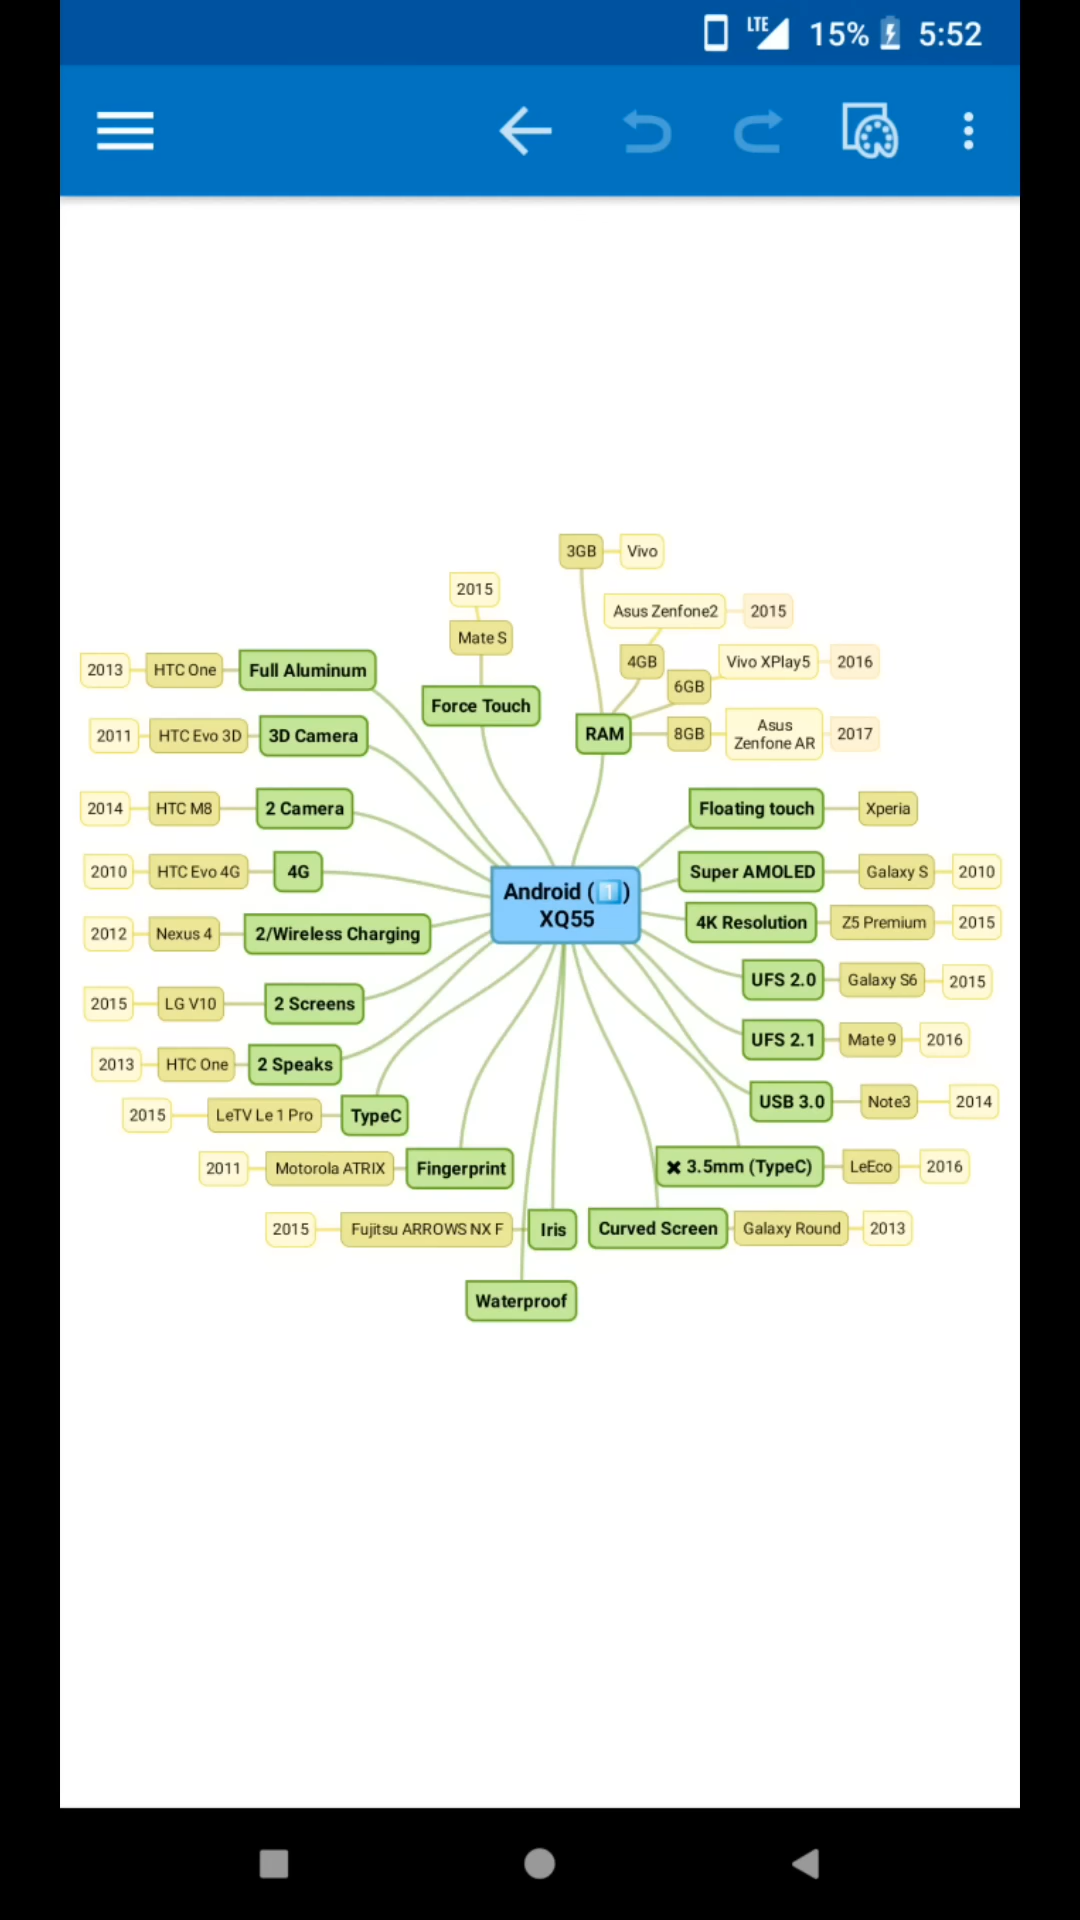 LTE 15% 5:52
3GB Vivo
2015
Asus Zenfone2 2015
Mate S
4GB Vivo XPlay5 2016
6GB
2013 HTC One Full Aluminum
Force Touch
RAM 8GB Asus Zenfone AR 2017
2011 HTC Evo 3D 3D Camera
2014 HTC M8 2 Camera
Floating touch Xperia
2010 HTC Evo 4G 4G
Super AMOLED Galaxy S 2010
Android (1️⃣)
XQ55
2012 Nexus 4 2/Wireless Charging
4K Resolution Z5 Premium 2015
2015 LG V10 2 Screens
UFS 2.0 Galaxy S6 2015
2013 HTC One 2 Speaks
UFS 2.1 Mate 9 2016
2015 LeTV Le 1 Pro TypeC
USB 3.0 Note3 2014
2011 Motorola ATRIX Fingerprint
✖ 3.5mm (TypeC) LeEco 2016
2015 Fujitsu ARROWS NX F Iris
Curved Screen Galaxy Round 2013
Waterproof